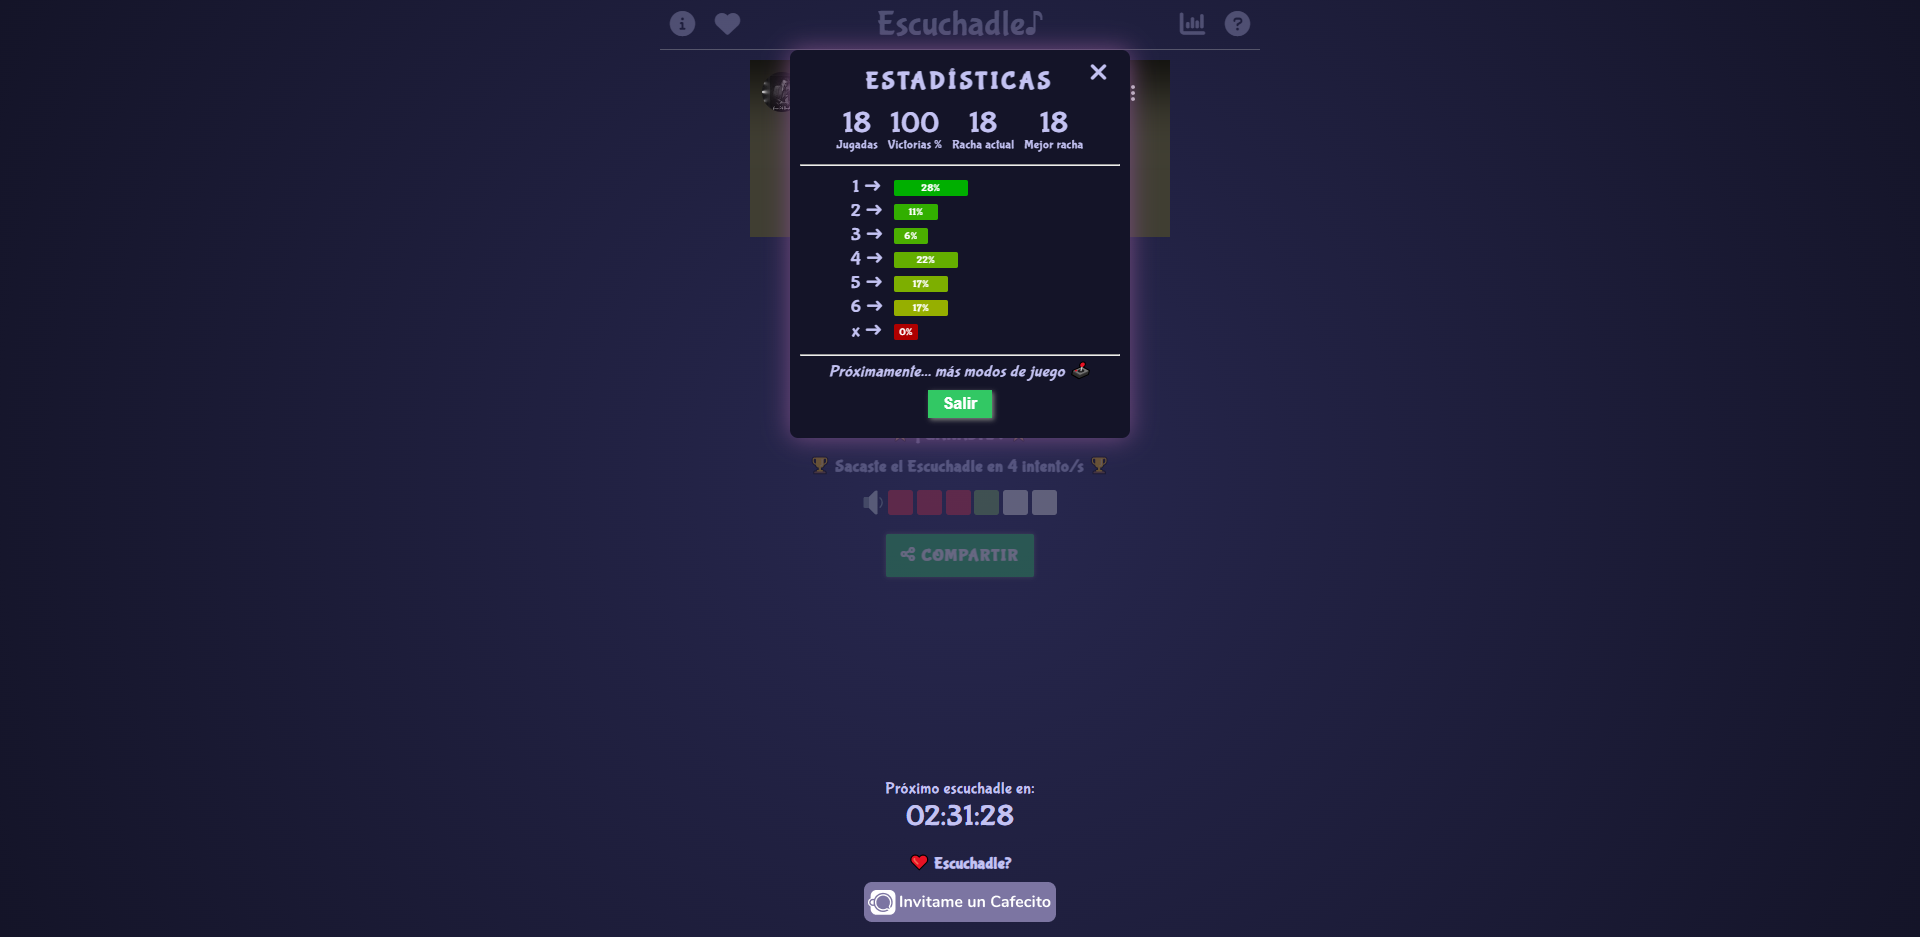 Escuchadle
ESTADÍSTICAS
18 100 18 18
Jugadas Victorias % Racha actual Mejor racha
1 → 28%
2 → 11%
3 → 6%
4 → 22%
5 → 17%
6 → 17%
x → 0%
Próximamente... más modos de juego
Salir
Sacaste el Escuchadle en 4 intento/s
COMPARTIR
Próximo escuchadle en:
02:31:28
Escuchadle?
Invitame un Cafecito